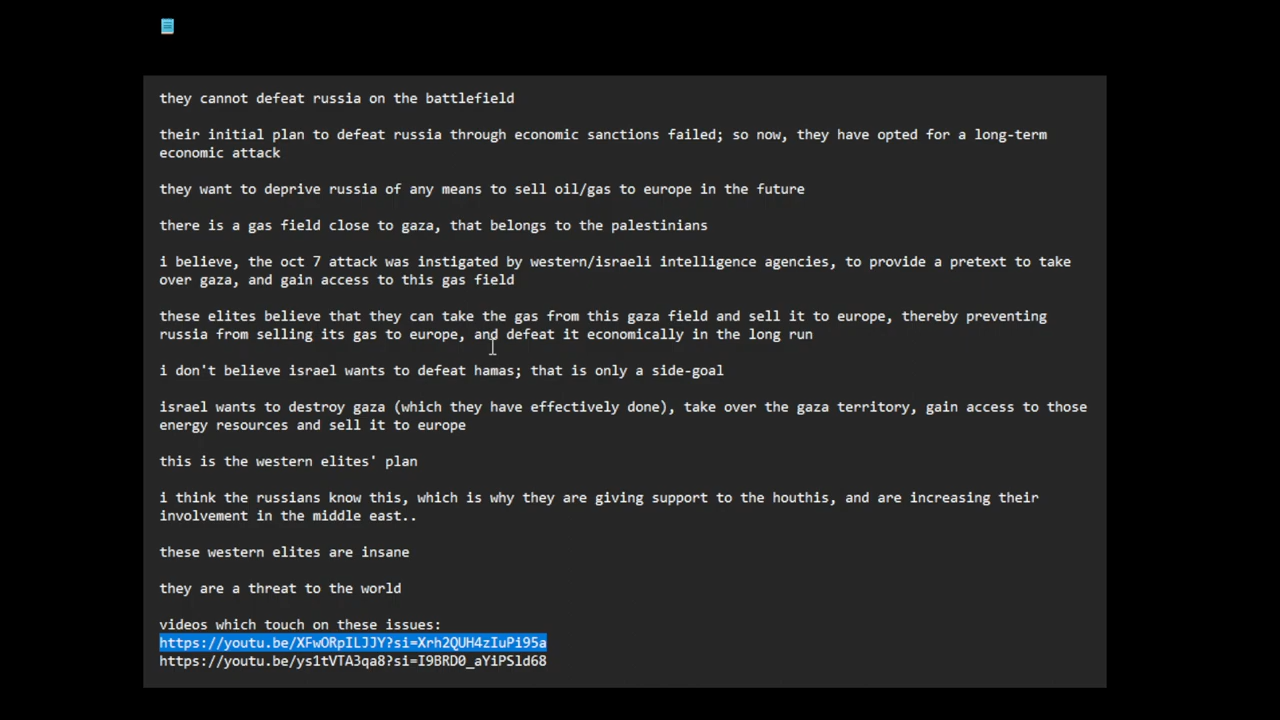 they cannot defeat russia on the battlefield
their initial plan to defeat russia through economic sanctions failed; so now, they have opted for a long-term
economic attack
they want to deprive russia of any means to sell oil/gas to europe in the future
there is a gas field close to gaza, that belongs to the palestinians
i believe, the oct 7 attack was instigated by western/israeli intelligence agencies, to provide a pretext to take
over gaza, and gain access to this gas field
these elites believe that they can take the gas from this gaza field and sell it to europe, thereby preventing
russia from selling its gas to europe, and defeat it economically in the long run
i don't believe israel wants to defeat hamas; that is only a side-goal
israel wants to destroy gaza (which they have effectively done), take over the gaza territory, gain access to those
energy resources and sell it to europe
this is the western elites' plan
i think the russians know this, which is why they are giving support to the houthis, and are increasing their
involvement in the middle east..
these western elites are insane
they are a threat to the world
videos which touch on these issues:
https://youtu.be/XFwORpILJJY?si=Xrh2QUH4zIuPi95a
https://youtu.be/ys1tVTA3qa8?si=I9BRD0_aYiPSld68